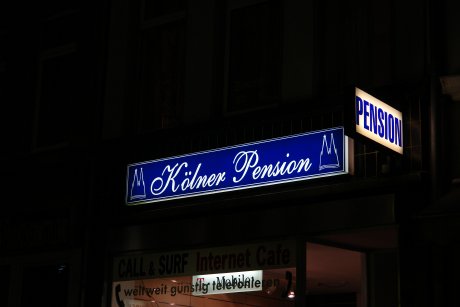 PENSION
Kölner Pension
CALL & SURF Internet Cafe
T Mobile
weltweit günstig telefonieren